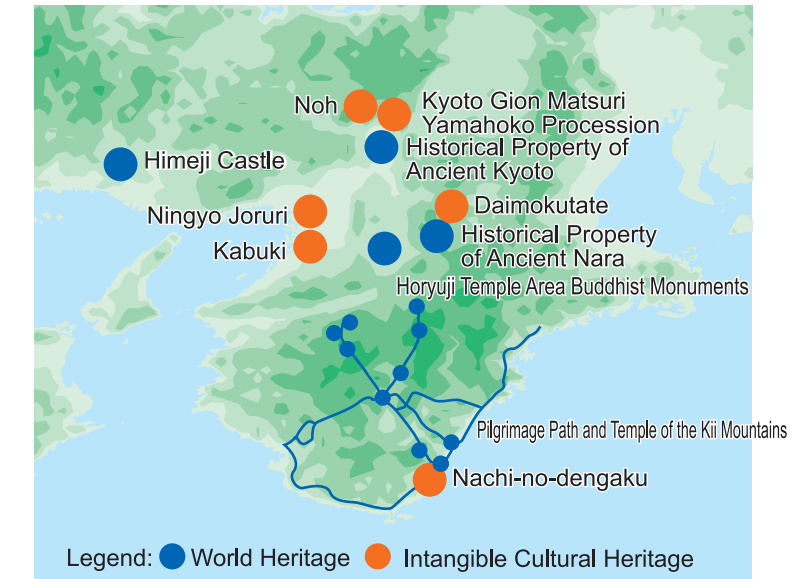 Noh
Kyoto Gion Matsuri
Yamahoko Procession
Historical Property of
Ancient Kyoto
Himeji Castle
Ningyo Joruri
Daimokutate
Kabuki
Historical Property
of Ancient Nara
Horyuji Temple Area Buddhist Monuments
Pilgrimage Path and Temple of the Kii Mountains
Nachi-no-dengaku
Legend: World Heritage Intangible Cultural Heritage